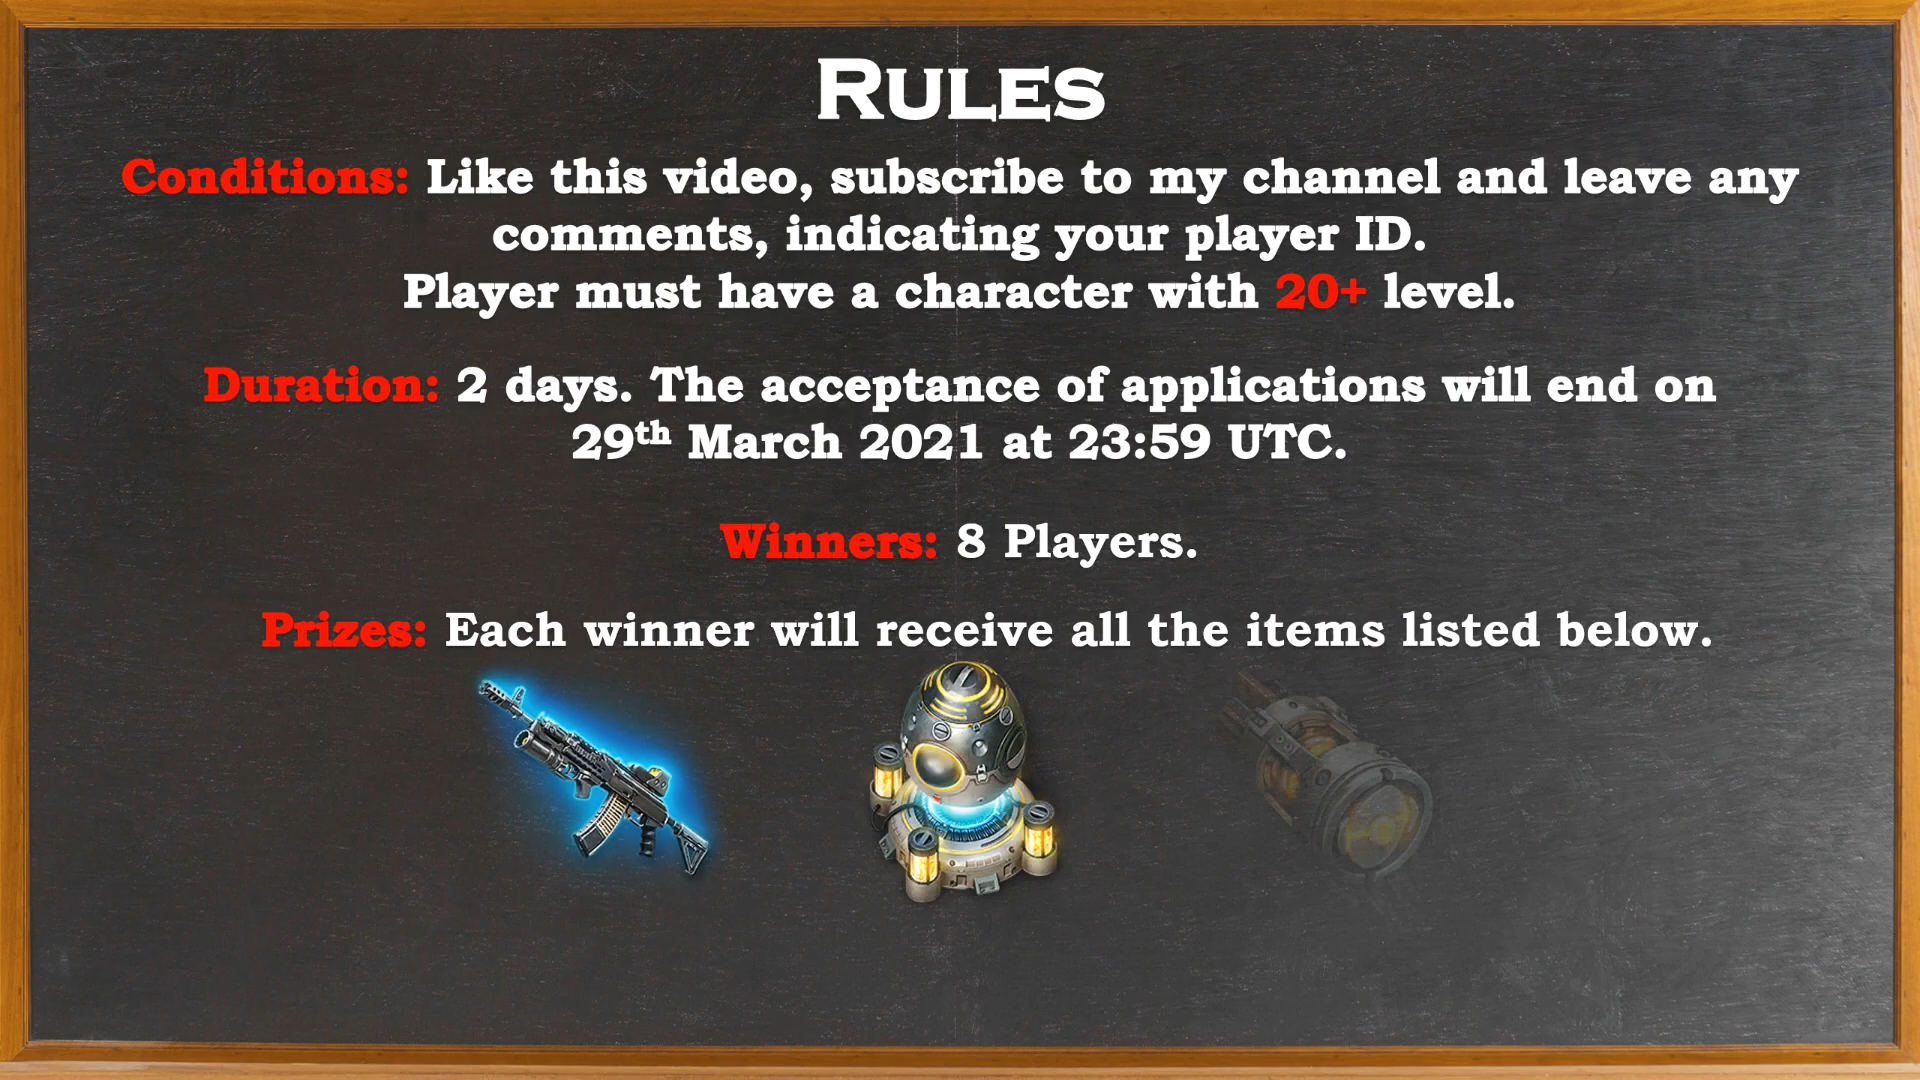 Rules
Conditions: Like this video, subscribe to my channel and leave any
comments, indicating your player ID.
Player must have a character with 20+ level.
Duration: 2 days. The acceptance of applications will end on
29th March 2021 at 23:59 UTC.
Winners: 8 Players.
Prizes: Each winner will receive all the items listed below.